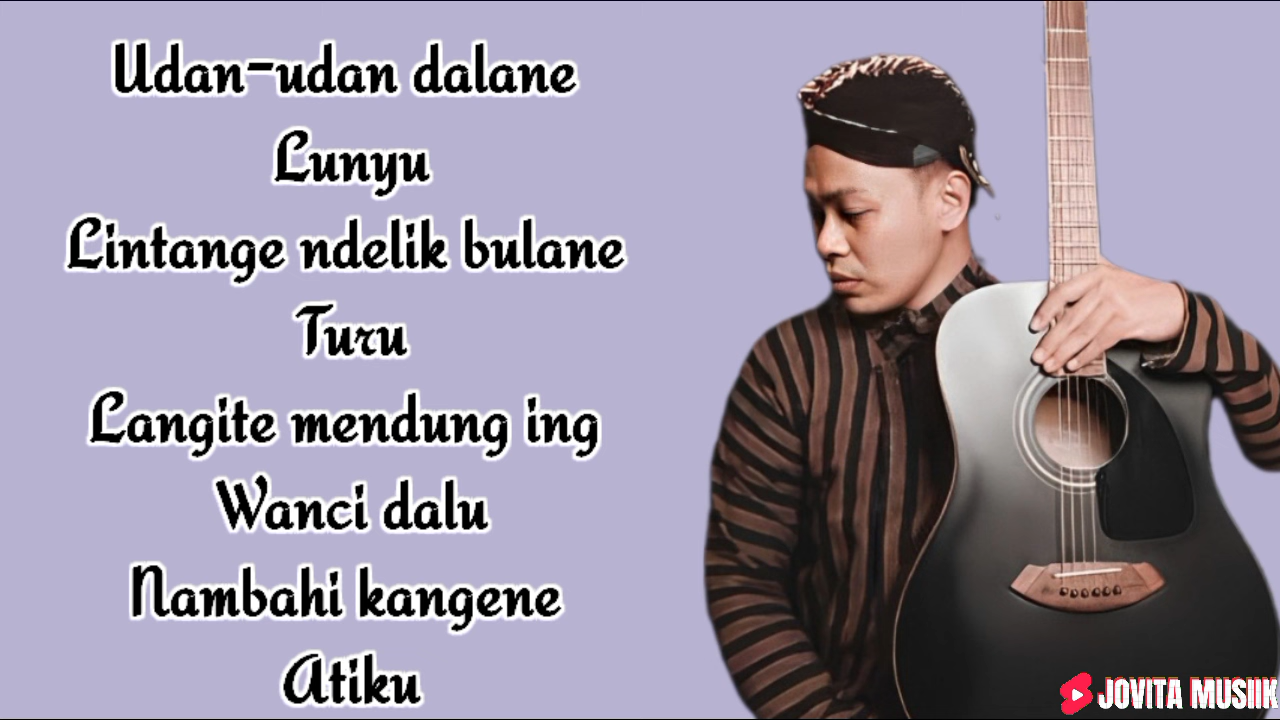 Udan-udan dalane
Lunyu
Lintange ndelik bulane
Turu
Langite mendung ing
Wanci dalu
Nambahi kangene
Atiku
JOVITA MUSIIK